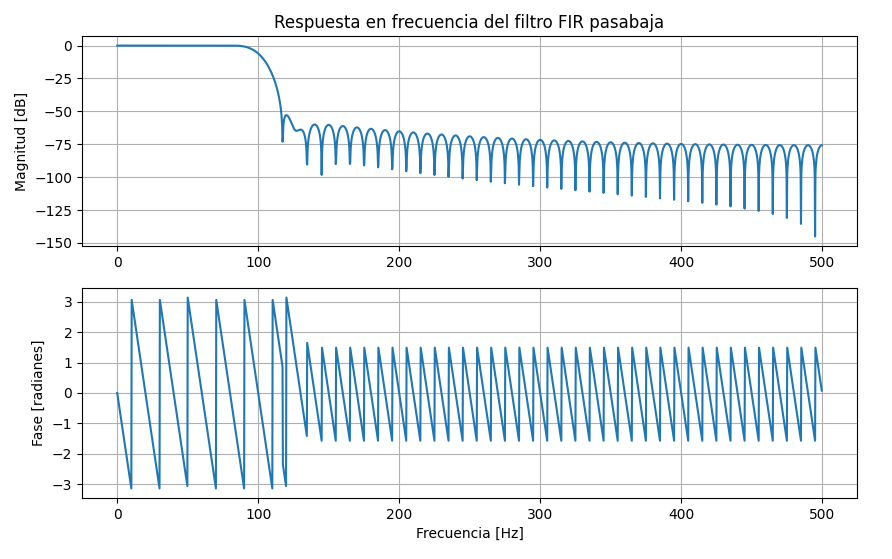 Respuesta en frecuencia del filtro FIR pasabaja
Magnitud [dB]
0
−25
−50
−75
−100
−125
−150
0 100 200 300 400 500
Fase [radianes]
3
2
1
0
−1
−2
−3
0 100 200 300 400 500
Frecuencia [Hz]